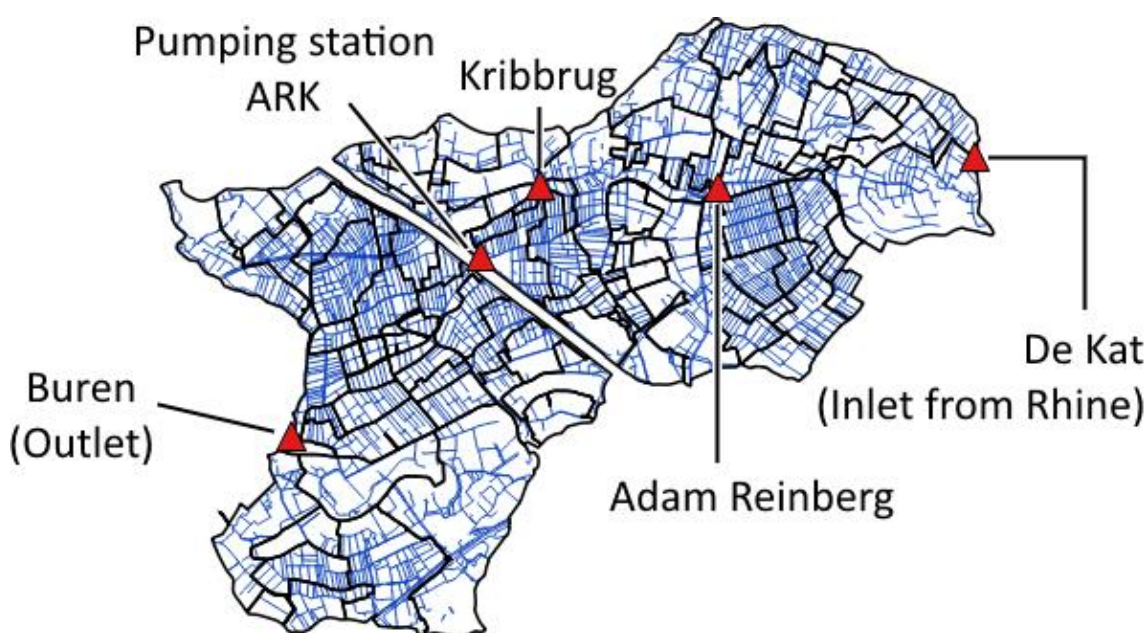 Pumping station
ARK
Kribbrug
De Kat
(Inlet from Rhine)
Buren
(Outlet)
Adam Reinberg